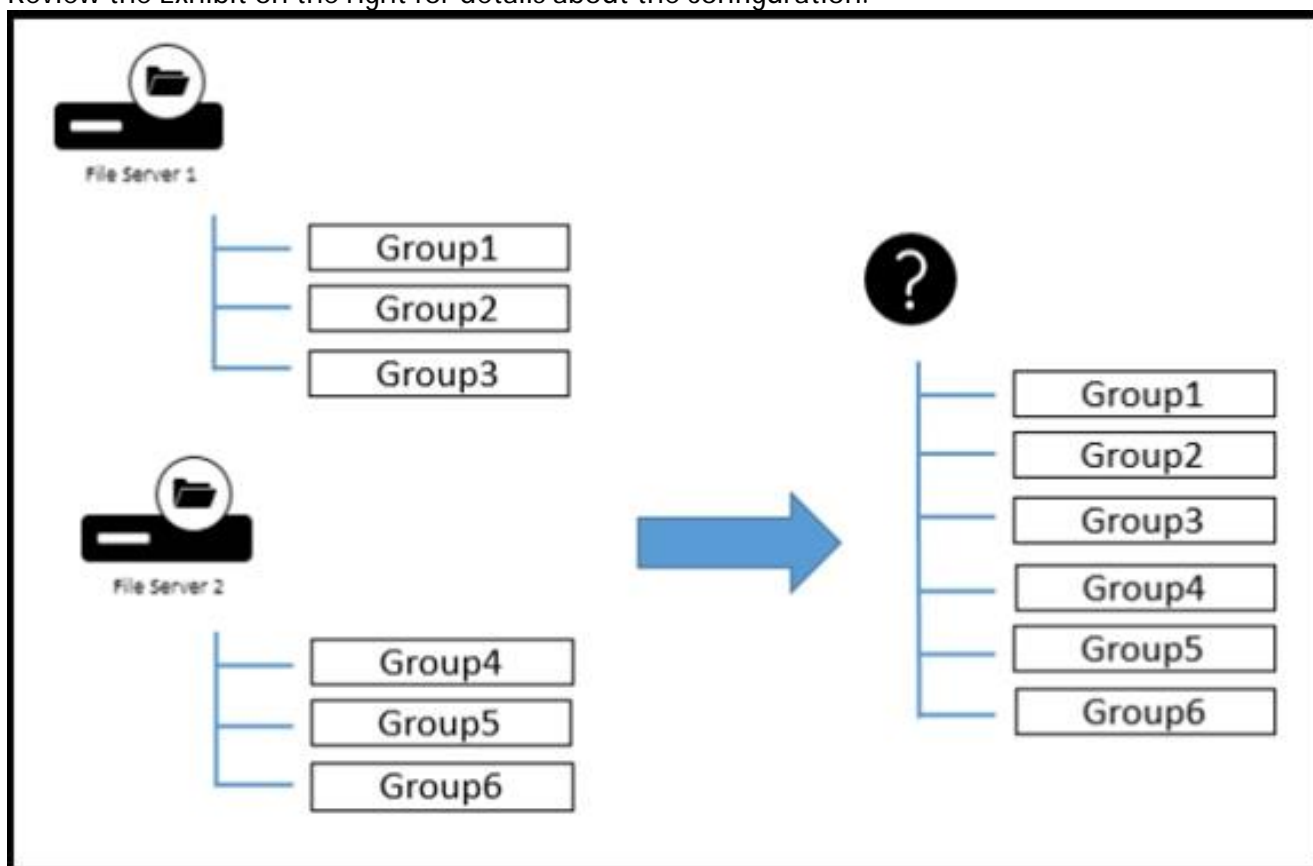 Review the Exhibit on the right for details about the configuration.
File Server 1
Group1
Group2
Group3
File Server 2
Group4
Group5
Group6
?
Group1
Group2
Group3
Group4
Group5
Group6